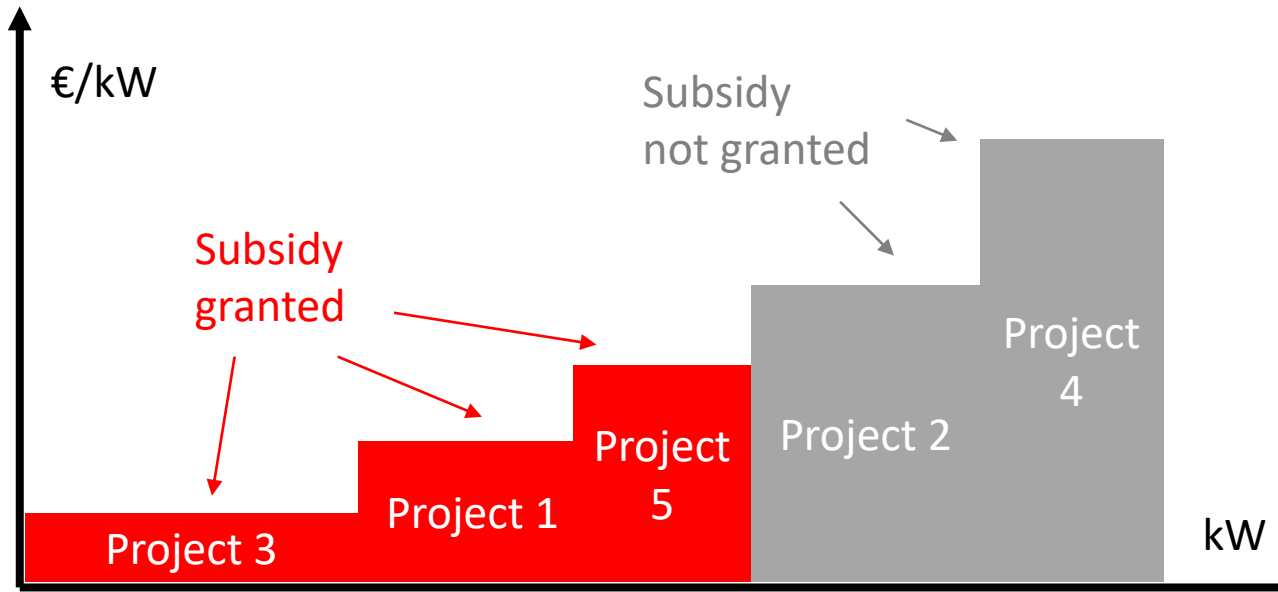 €/kW
Subsidy
not granted
Subsidy
granted
Project
4
Project 2
Project
5
Project 1
Project 3
kW